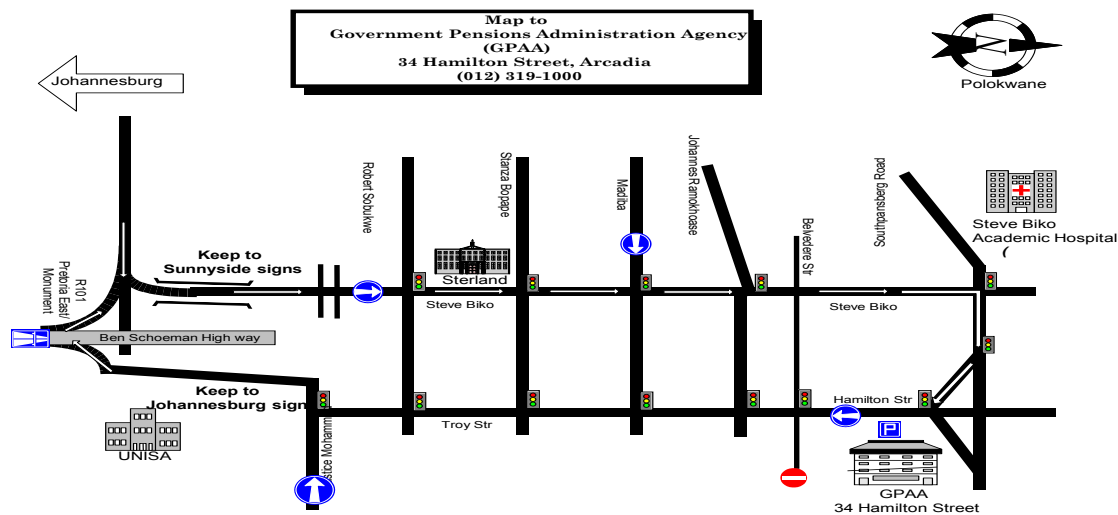 Map to
Government Pensions Administration Agency
(GPAA)
34 Hamilton Street, Arcadia
(012) 319-1000
Johannesburg
N
Polokwane
Robert Sobukwe
Stanza Bopape
Madiba
Johannes Ramokhoase
Belvedere Str
Southpansberg Road
Steve Biko
Academic Hospital
(
Keep to
Sunnyside signs
Sterland
Steve Biko
Steve Biko
R101
Pretoria East/
Monument
Ben Schoeman High way
Keep to
Johannesburg sign
Hamilton Str
Troy Str
P
UNISA
stice Mohamm
GPAA
34 Hamilton Street